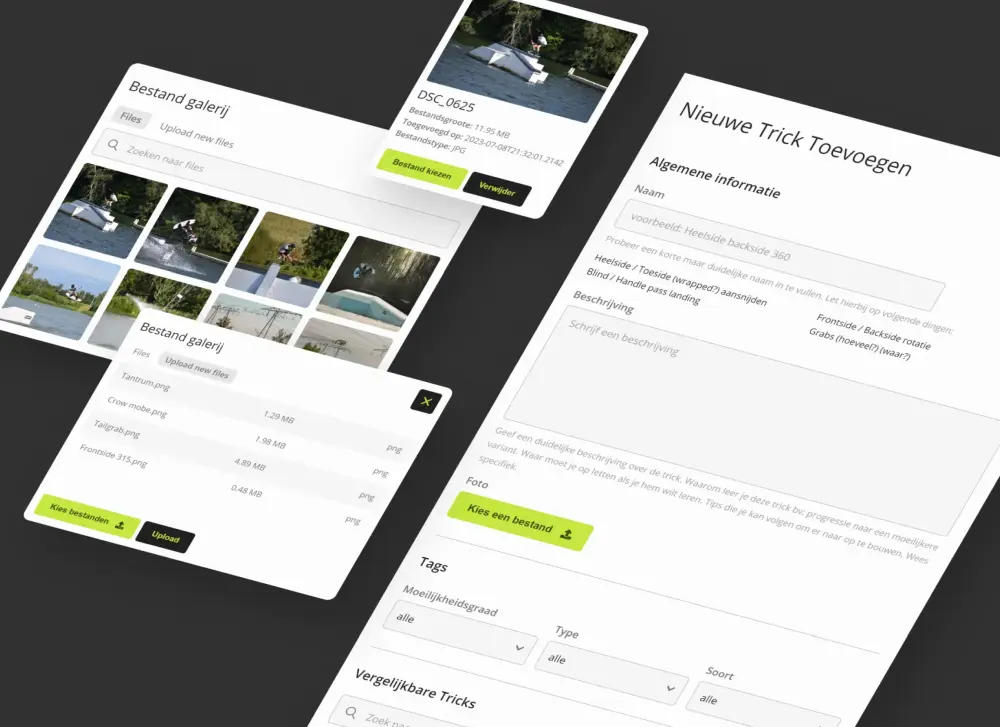 DSC_0625
Bestandsgroote: 11.95 MB
Toegevoegd op: 2023-07-08T21:32:01.214Z
Bestandstype: JPG
Bestand kiezen
Verwijder
Bestand galerij
Files
Upload new files
Zoeken naar files
Bestand galerij
Files
Upload new files
Tantrum.png
1.29 MB
png
Crow mobe.png
1.98 MB
png
Tailgrab.png
4.89 MB
png
Frontside 315.png
0.48 MB
png
Kies bestanden
Upload
Nieuwe Trick Toevoegen
Algemene informatie
Naam
voorbeeld: Heelside backside 360
Probeer een korte maar duidelijke naam in te vullen. Let hierbij op volgende dingen:
Heelside / Toeside (wrapped?) aansnijden
Frontside / Backside rotatie
Blind / Handle pass landing
Grabs (hoeveel?) (waar?)
Beschrijving
Schrijf een beschrijving
Geef een duidelijke beschrijving over de trick. Waarom leer je deze trick bv. progressie naar een moeilijkere
variant. Waar moet je op letten als je hem wilt leren. Tips die je kan volgen om er naar op te bouwen. Wees
specifiek.
Foto
Kies een bestand
Tags
Moeilijkheidsgraad
alle
Type
alle
Soort
alle
Vergelijkbare Tricks